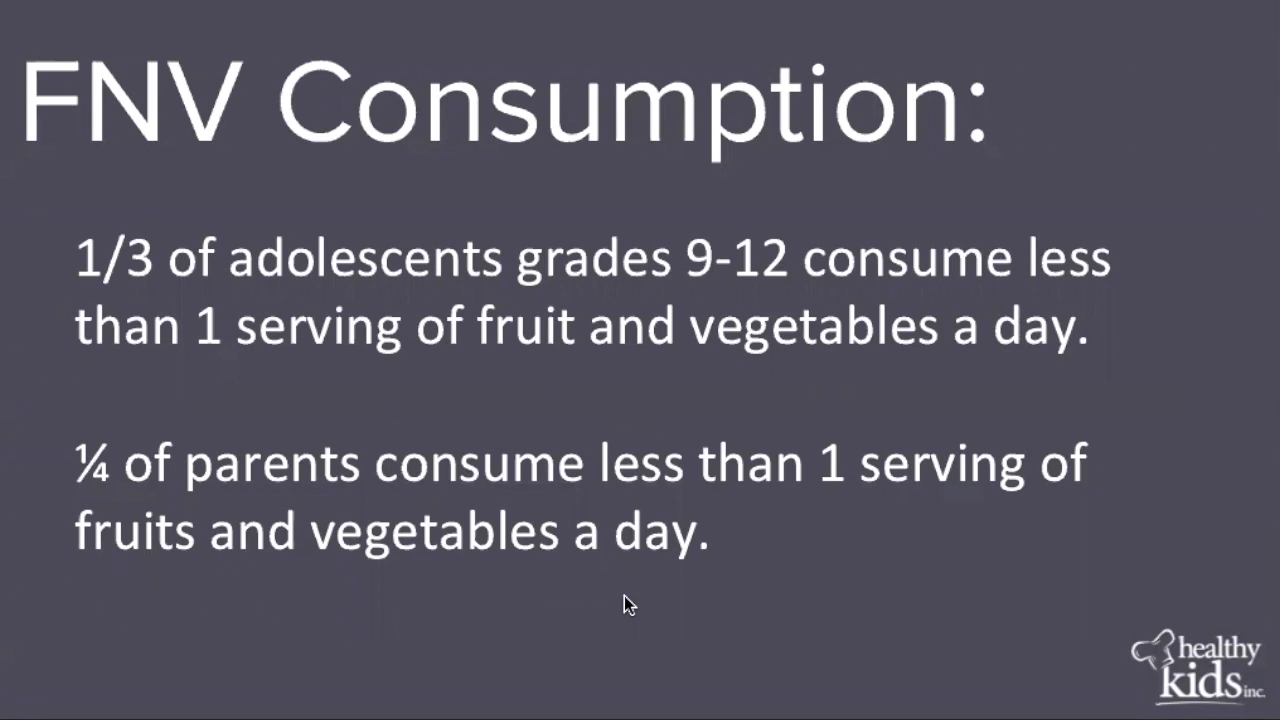 FNV Consumption:
1/3 of adolescents grades 9-12 consume less
than 1 serving of fruit and vegetables a day.
¼ of parents consume less than 1 serving of
fruits and vegetables a day.
healthy
kids inc.